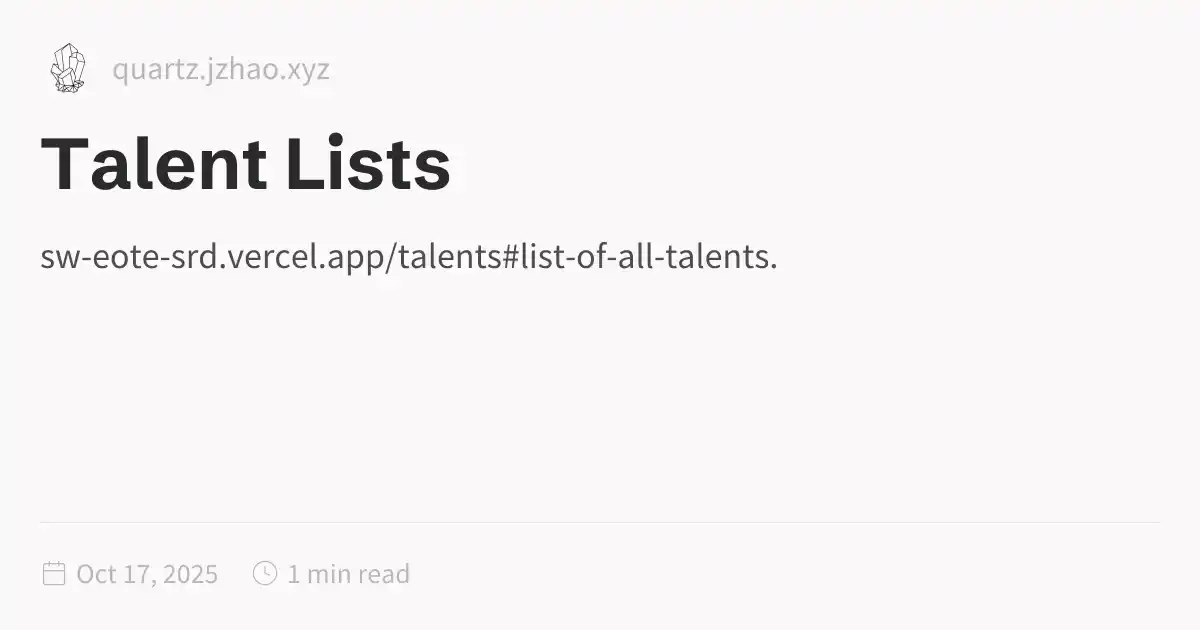 quartz.jzhao.xyz
Talent Lists
sw-eote-srd.vercel.app/talents#list-of-all-talents.
Oct 17, 2025 1 min read